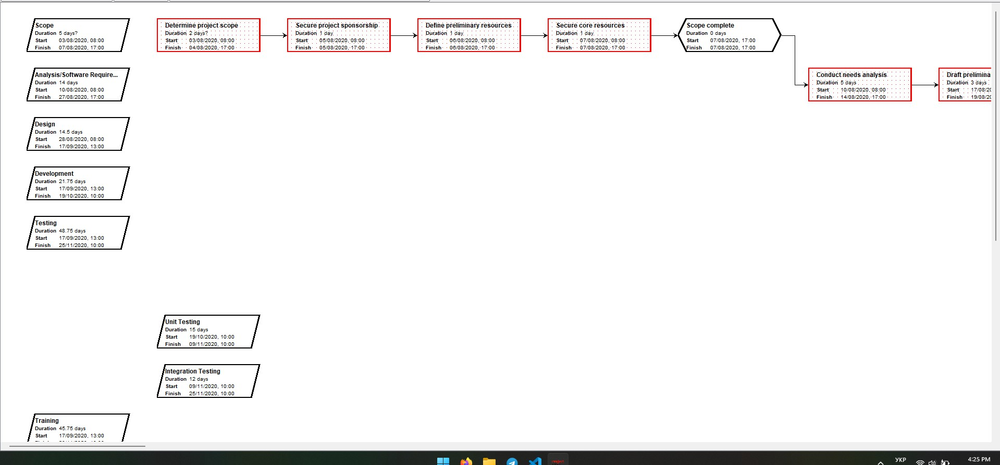 Scope
Duration 5 days?
Start 03/08/2020, 08:00
Finish 07/08/2020, 17:00
Determine project scope
Duration 2 days?
Start 03/08/2020, 08:00
Finish 04/08/2020, 17:00
Secure project sponsorship
Duration 1 day
Start 05/08/2020, 08:00
Finish 05/08/2020, 17:00
Define preliminary resources
Duration 1 day
Start 06/08/2020, 08:00
Finish 06/08/2020, 17:00
Secure core resources
Duration 1 day
Start 07/08/2020, 08:00
Finish 07/08/2020, 17:00
Scope complete
Duration 0 days
Start 07/08/2020, 17:00
Finish 07/08/2020, 17:00
Analysis/Software Require...
Duration 14 days
Start 10/08/2020, 08:00
Finish 27/08/2020, 17:00
Conduct needs analysis
Duration 5 days
Start 10/08/2020, 08:00
Finish 14/08/2020, 17:00
Draft prelimina
Duration 3 days
Start 17/08/20
Finish 19/08/20
Design
Duration 14.5 days
Start 28/08/2020, 08:00
Finish 17/09/2020, 13:00
Development
Duration 21.75 days
Start 17/09/2020, 13:00
Finish 19/10/2020, 10:00
Testing
Duration 48.75 days
Start 17/09/2020, 13:00
Finish 25/11/2020, 10:00
Unit Testing
Duration 15 days
Start 19/10/2020, 10:00
Finish 09/11/2020, 10:00
Integration Testing
Duration 12 days
Start 09/11/2020, 10:00
Finish 25/11/2020, 10:00
Training
Duration 45.75 days
Start 17/09/2020, 13:00
project
УКР
4:25 PM